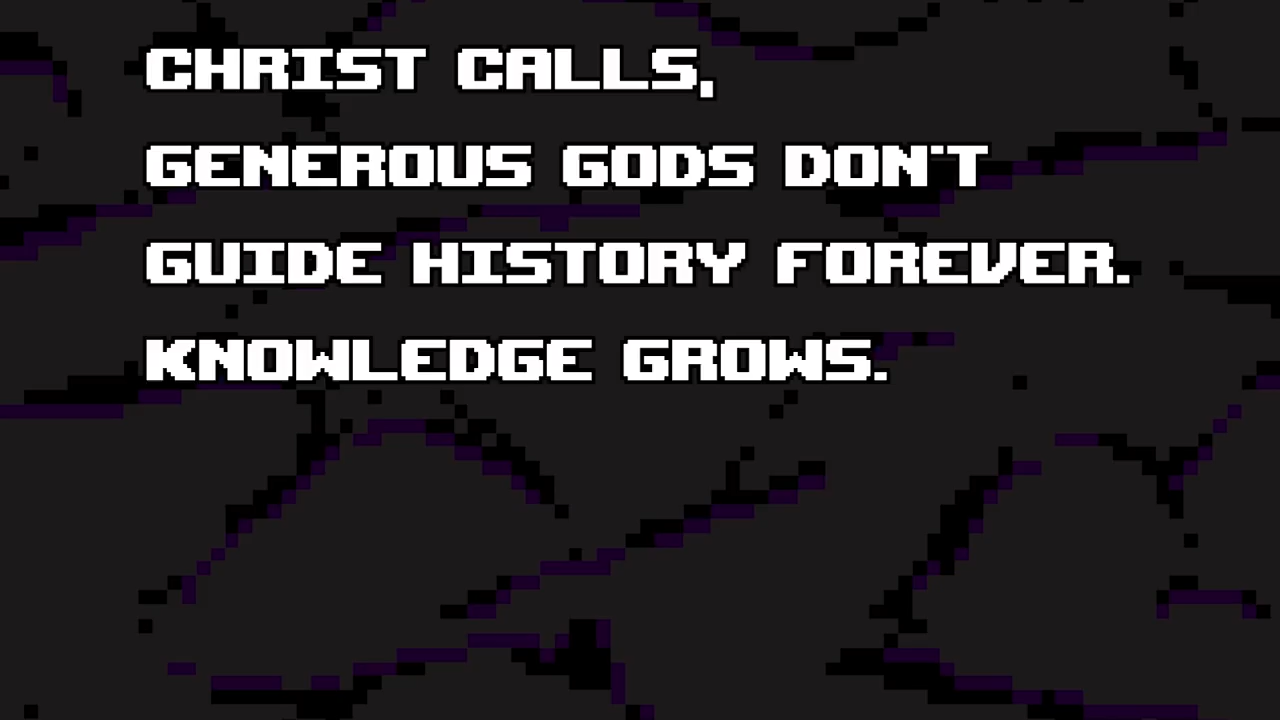 CHRIST CALLS,
GENEROUS GODS DON'T
GUIDE HISTORY FOREVER.
KNOWLEDGE GROWS.